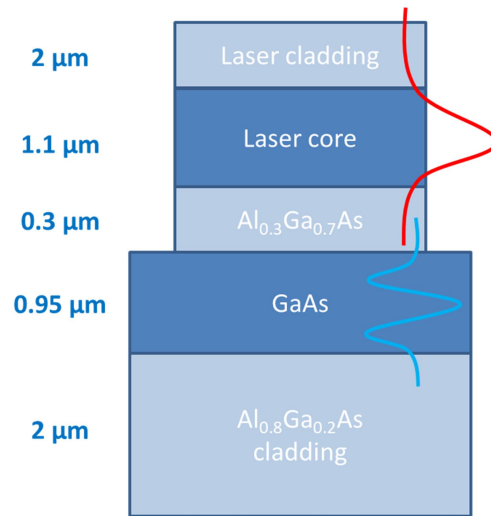 2 µm
Laser cladding
1.1 µm
Laser core
0.3 µm
Al₀.₃Ga₀.₇As
0.95 µm
GaAs
2 µm
Al₀.₈Ga₀.₂As
cladding